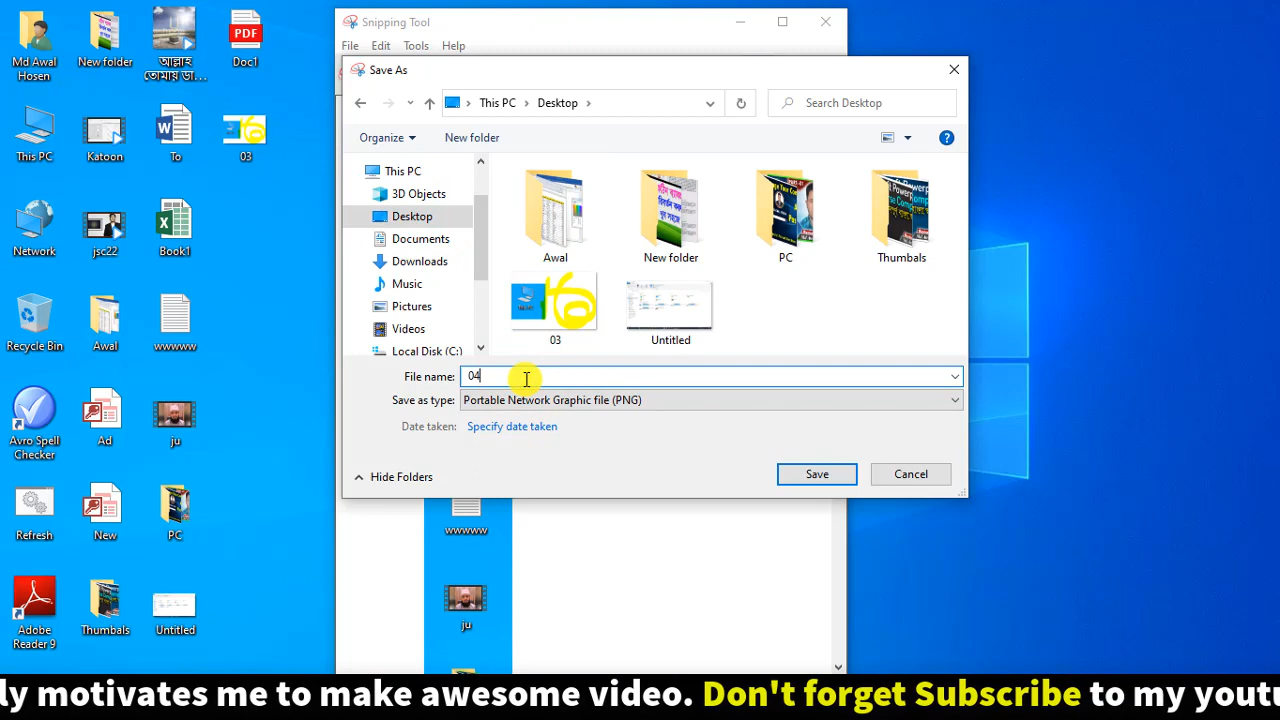 Md Awal
Hosen
New folder
আল্লাহ
তোমায় ডা...
Doc1
PDF
This PC
Katoon
To
03
Network
jsc22
Book1
Recycle Bin
Awal
wwwww
Avro Spell
Checker
Ad
ju
Refresh
New
PC
Adobe
Reader 9
Thumbals
Untitled
Snipping Tool
File Edit Tools Help
Save As
This PC > Desktop >
Search Desktop
Organize
New folder
This PC
3D Objects
Desktop
Documents
Downloads
Music
Pictures
Videos
Local Disk (C:)
Awal
New folder
PC
Thumbals
03
Untitled
File name: 04
Save as type: Portable Network Graphic file (PNG)
Date taken: Specify date taken
Hide Folders
Save
Cancel
wwwww
ju
ly motivates me to make awesome video. Don't forget Subscribe to my yout